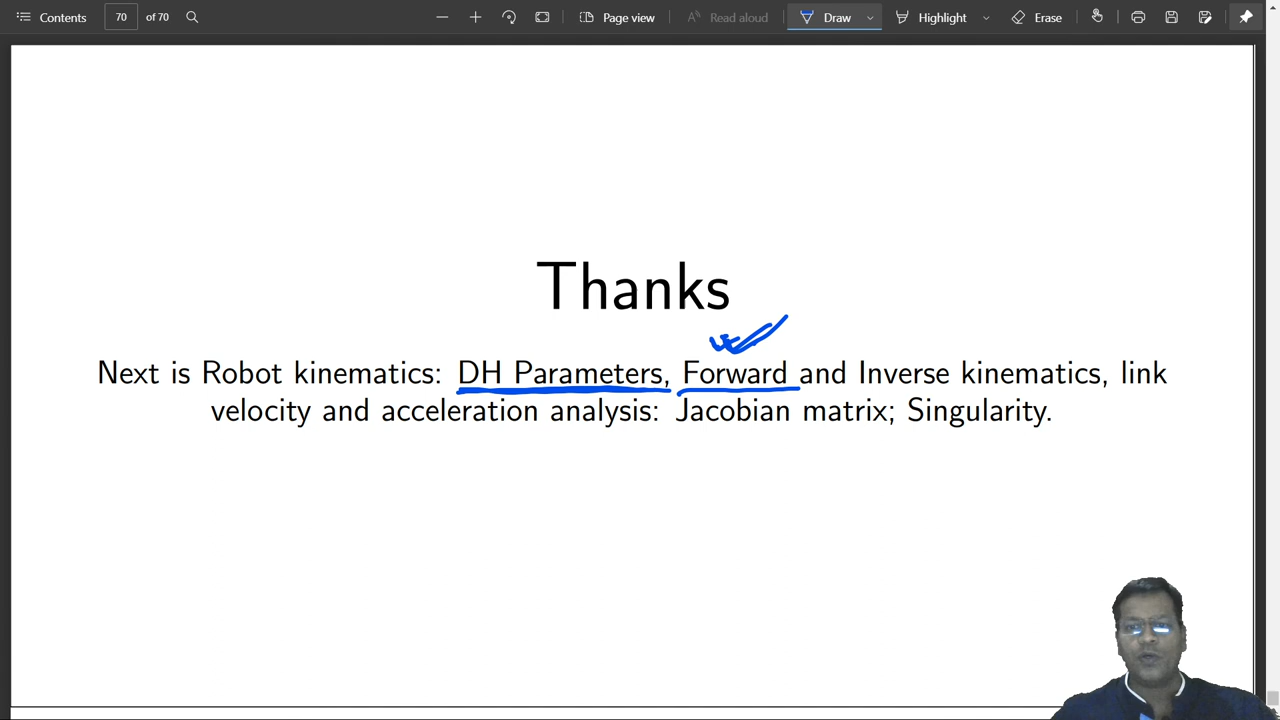 Contents 70 of 70 Page view Read aloud Draw Highlight Erase
Thanks
Next is Robot kinematics: DH Parameters, Forward and Inverse kinematics, link
velocity and acceleration analysis: Jacobian matrix; Singularity.